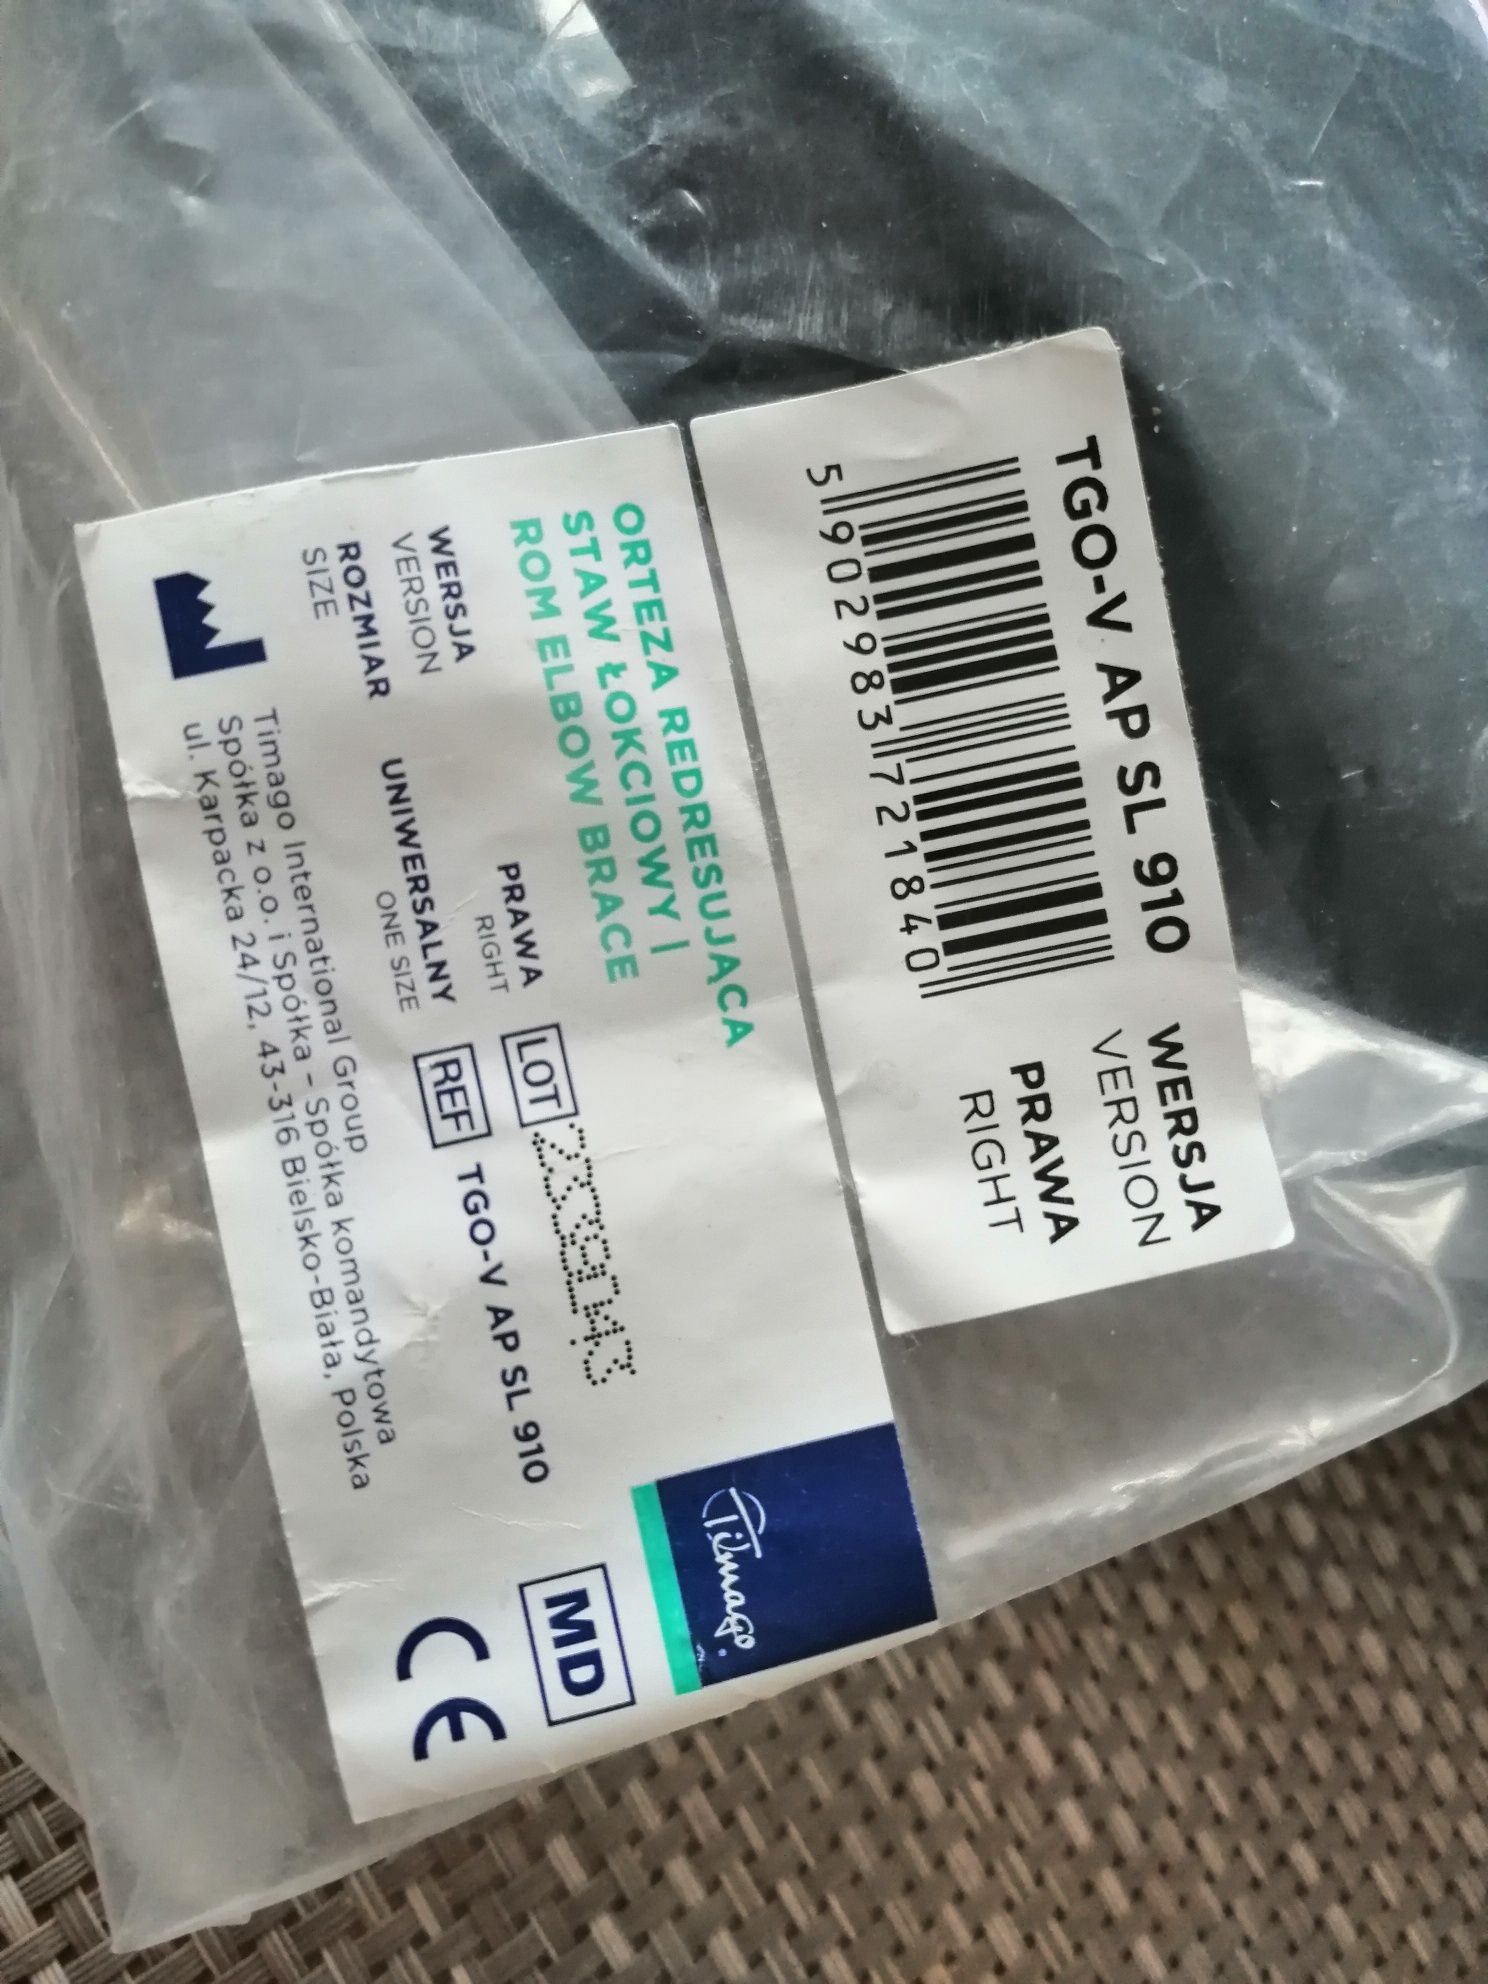 TGO-V AP SL 910
WERSJA
VERSION
PRAWA
RIGHT
5 902983 721840
ORTEZA REDRESUJĄCA
STAW ŁOKCIOWY |
ROM ELBOW BRACE
WERSJA
VERSION
PRAWA
RIGHT
LOT
ROZMIAR
SIZE
UNIWERSALNY
ONE SIZE
REF TGO-V AP SL 910
Timago International Group
Spółka z o.o. i Spółka - Spółka komandytowa
ul. Karpacka 24/12, 43-316 Bielsko-Biała, Polska
Timago
MD
CE